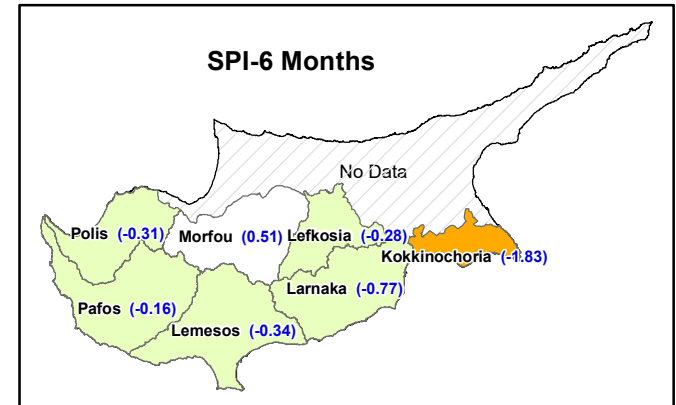 SPI-6 Months
No Data
Polis (-0.31) Morfou (0.51) Lefkosia (-0.28)
Kokkinochoria (-1.83)
Larnaka (-0.77)
Pafos (-0.16)
Lemesos (-0.34)